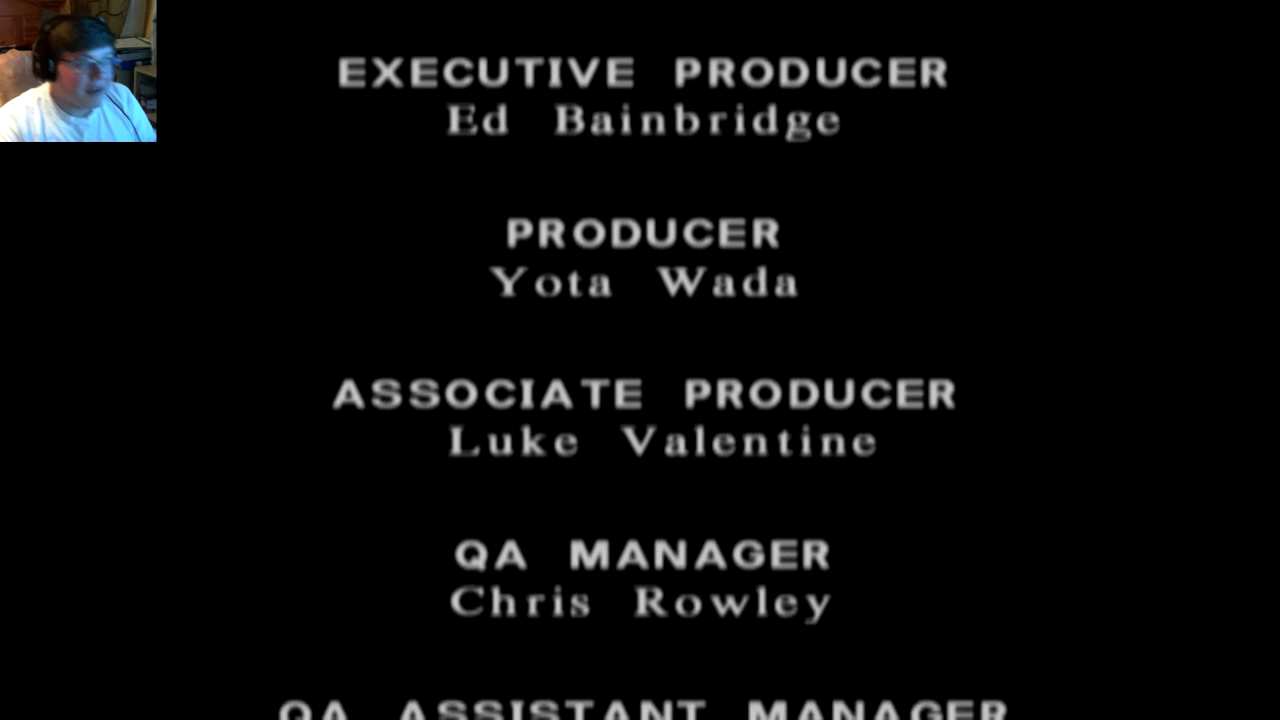 EXECUTIVE PRODUCER
Ed Bainbridge
PRODUCER
Yota Wada
ASSOCIATE PRODUCER
Luke Valentine
QA MANAGER
Chris Rowley
QA ASSISTANT MANAGER